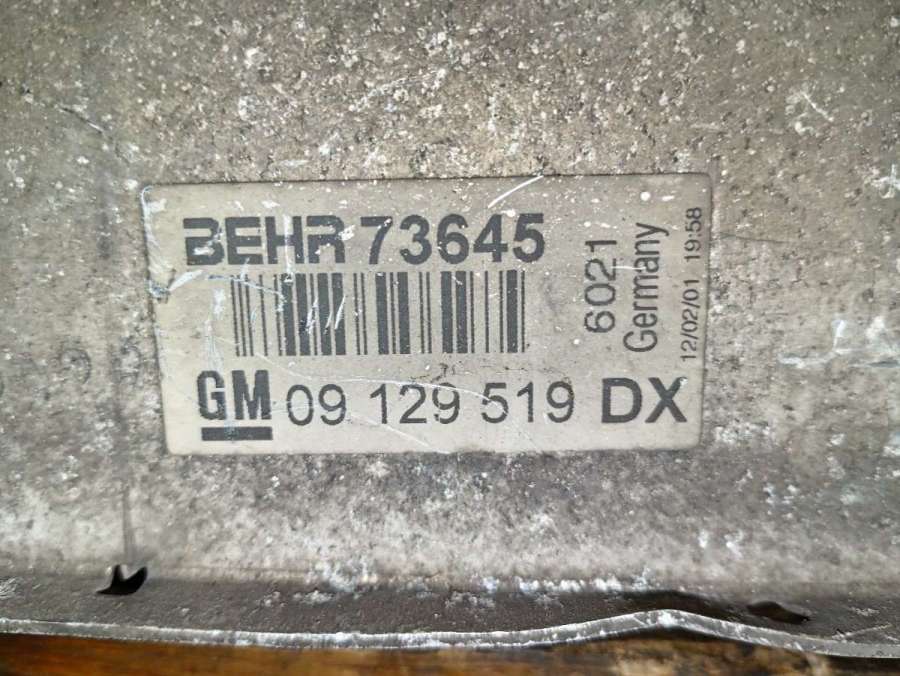 BEHR 73645
GM 09 129 519 DX
6021
Germany
12/02/01 19:58